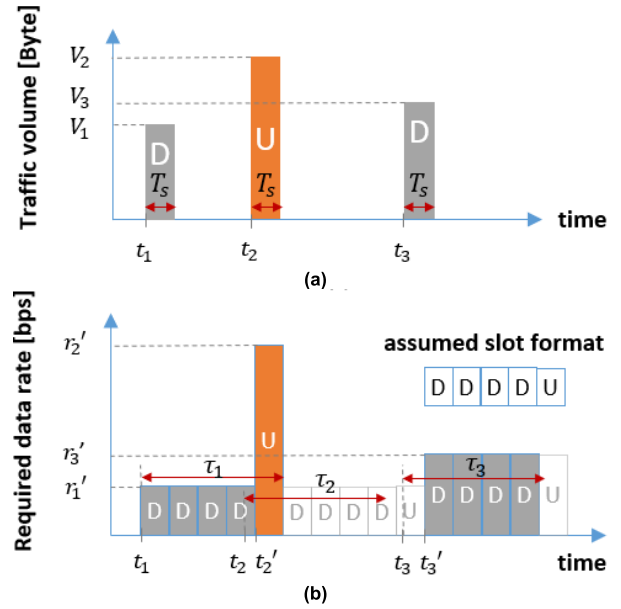 Traffic volume [Byte]
V₂
V₃
V₁
D
U
D
Tₛ
Tₛ
Tₛ
time
t₁
t₂
t₃
(a)
Required data rate [bps]
r₂'
assumed slot format
D D D D U
U
r₃'
r₁'
τ₁
τ₂
τ₃
D D D D
D D D D U
D D D D U
t₁ t₂ t₂' t₃ t₃'
time
(b)